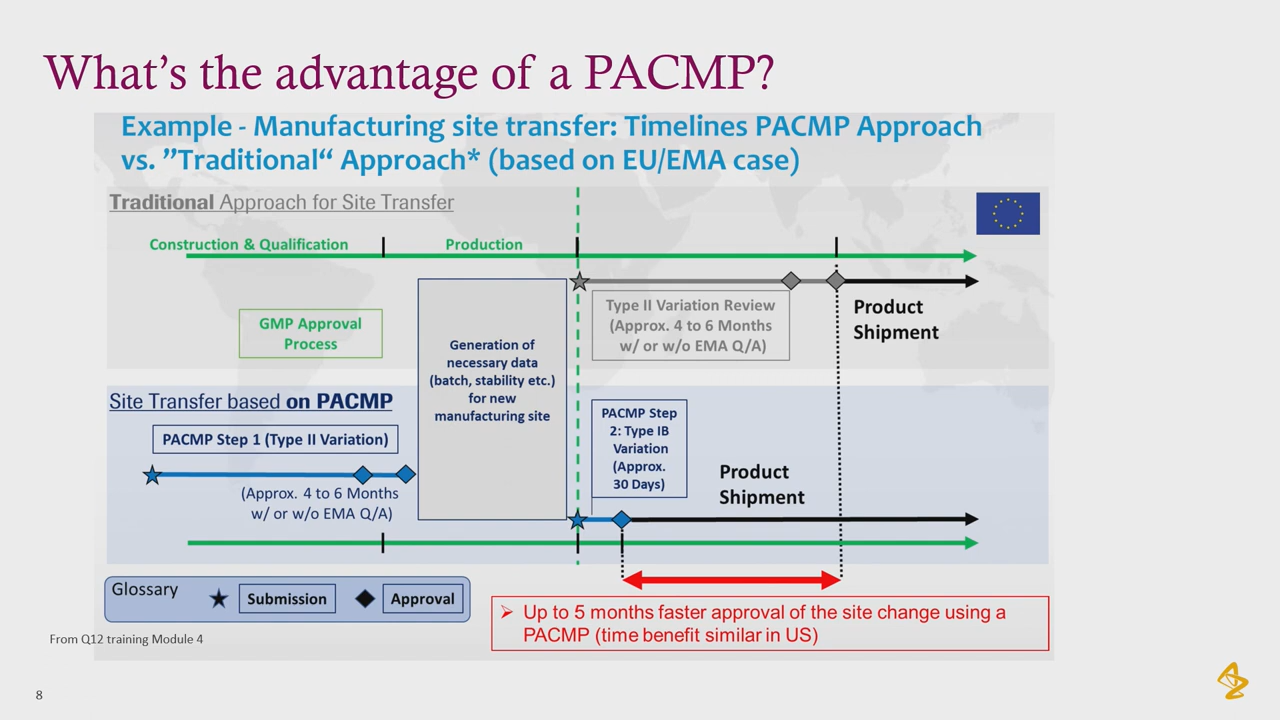 What's the advantage of a PACMP?
Example - Manufacturing site transfer: Timelines PACMP Approach
vs. ”Traditional“ Approach* (based on EU/EMA case)
Traditional Approach for Site Transfer
Construction & Qualification
Production
GMP Approval
Process
Generation of
necessary data
(batch, stability etc.)
for new
manufacturing site
Type II Variation Review
(Approx. 4 to 6 Months
w/ or w/o EMA Q/A)
Product
Shipment
Site Transfer based on PACMP
PACMP Step 1 (Type II Variation)
(Approx. 4 to 6 Months
w/ or w/o EMA Q/A)
PACMP Step
2: Type IB
Variation
(Approx.
30 Days)
Product
Shipment
Glossary
Submission
Approval
Up to 5 months faster approval of the site change using a
PACMP (time benefit similar in US)
From Q12 training Module 4
8